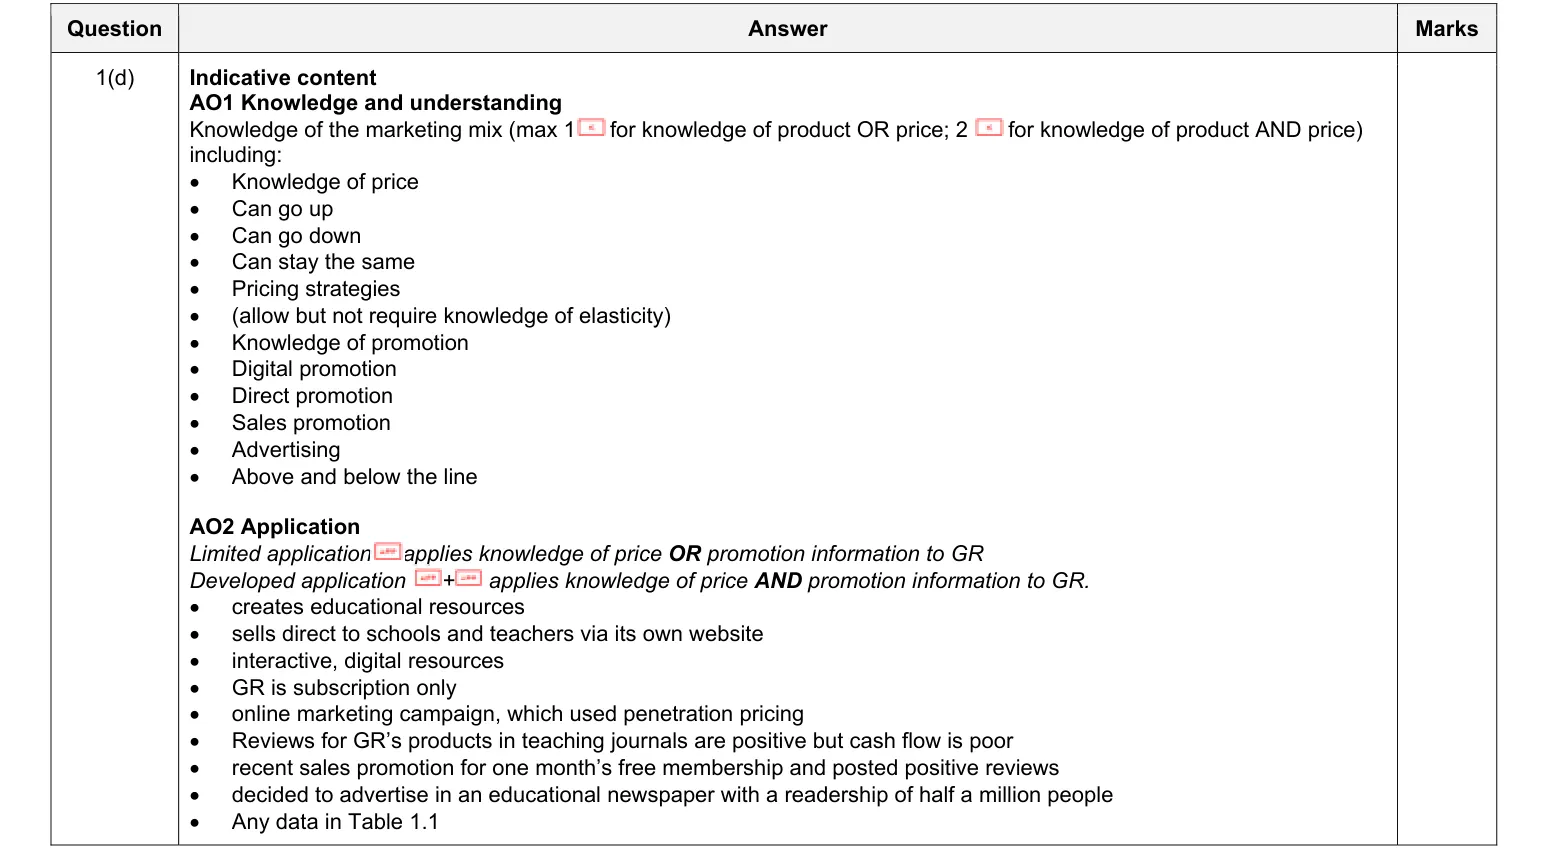 Question Answer Marks
1(d) Indicative content
AO1 Knowledge and understanding
Knowledge of the marketing mix (max 1 for knowledge of product OR price; 2 for knowledge of product AND price)
including:
• Knowledge of price
• Can go up
• Can go down
• Can stay the same
• Pricing strategies
• (allow but not require knowledge of elasticity)
• Knowledge of promotion
• Digital promotion
• Direct promotion
• Sales promotion
• Advertising
• Above and below the line
AO2 Application
Limited application applies knowledge of price OR promotion information to GR
Developed application + applies knowledge of price AND promotion information to GR.
• creates educational resources
• sells direct to schools and teachers via its own website
• interactive, digital resources
• GR is subscription only
• online marketing campaign, which used penetration pricing
• Reviews for GR’s products in teaching journals are positive but cash flow is poor
• recent sales promotion for one month’s free membership and posted positive reviews
• decided to advertise in an educational newspaper with a readership of half a million people
• Any data in Table 1.1